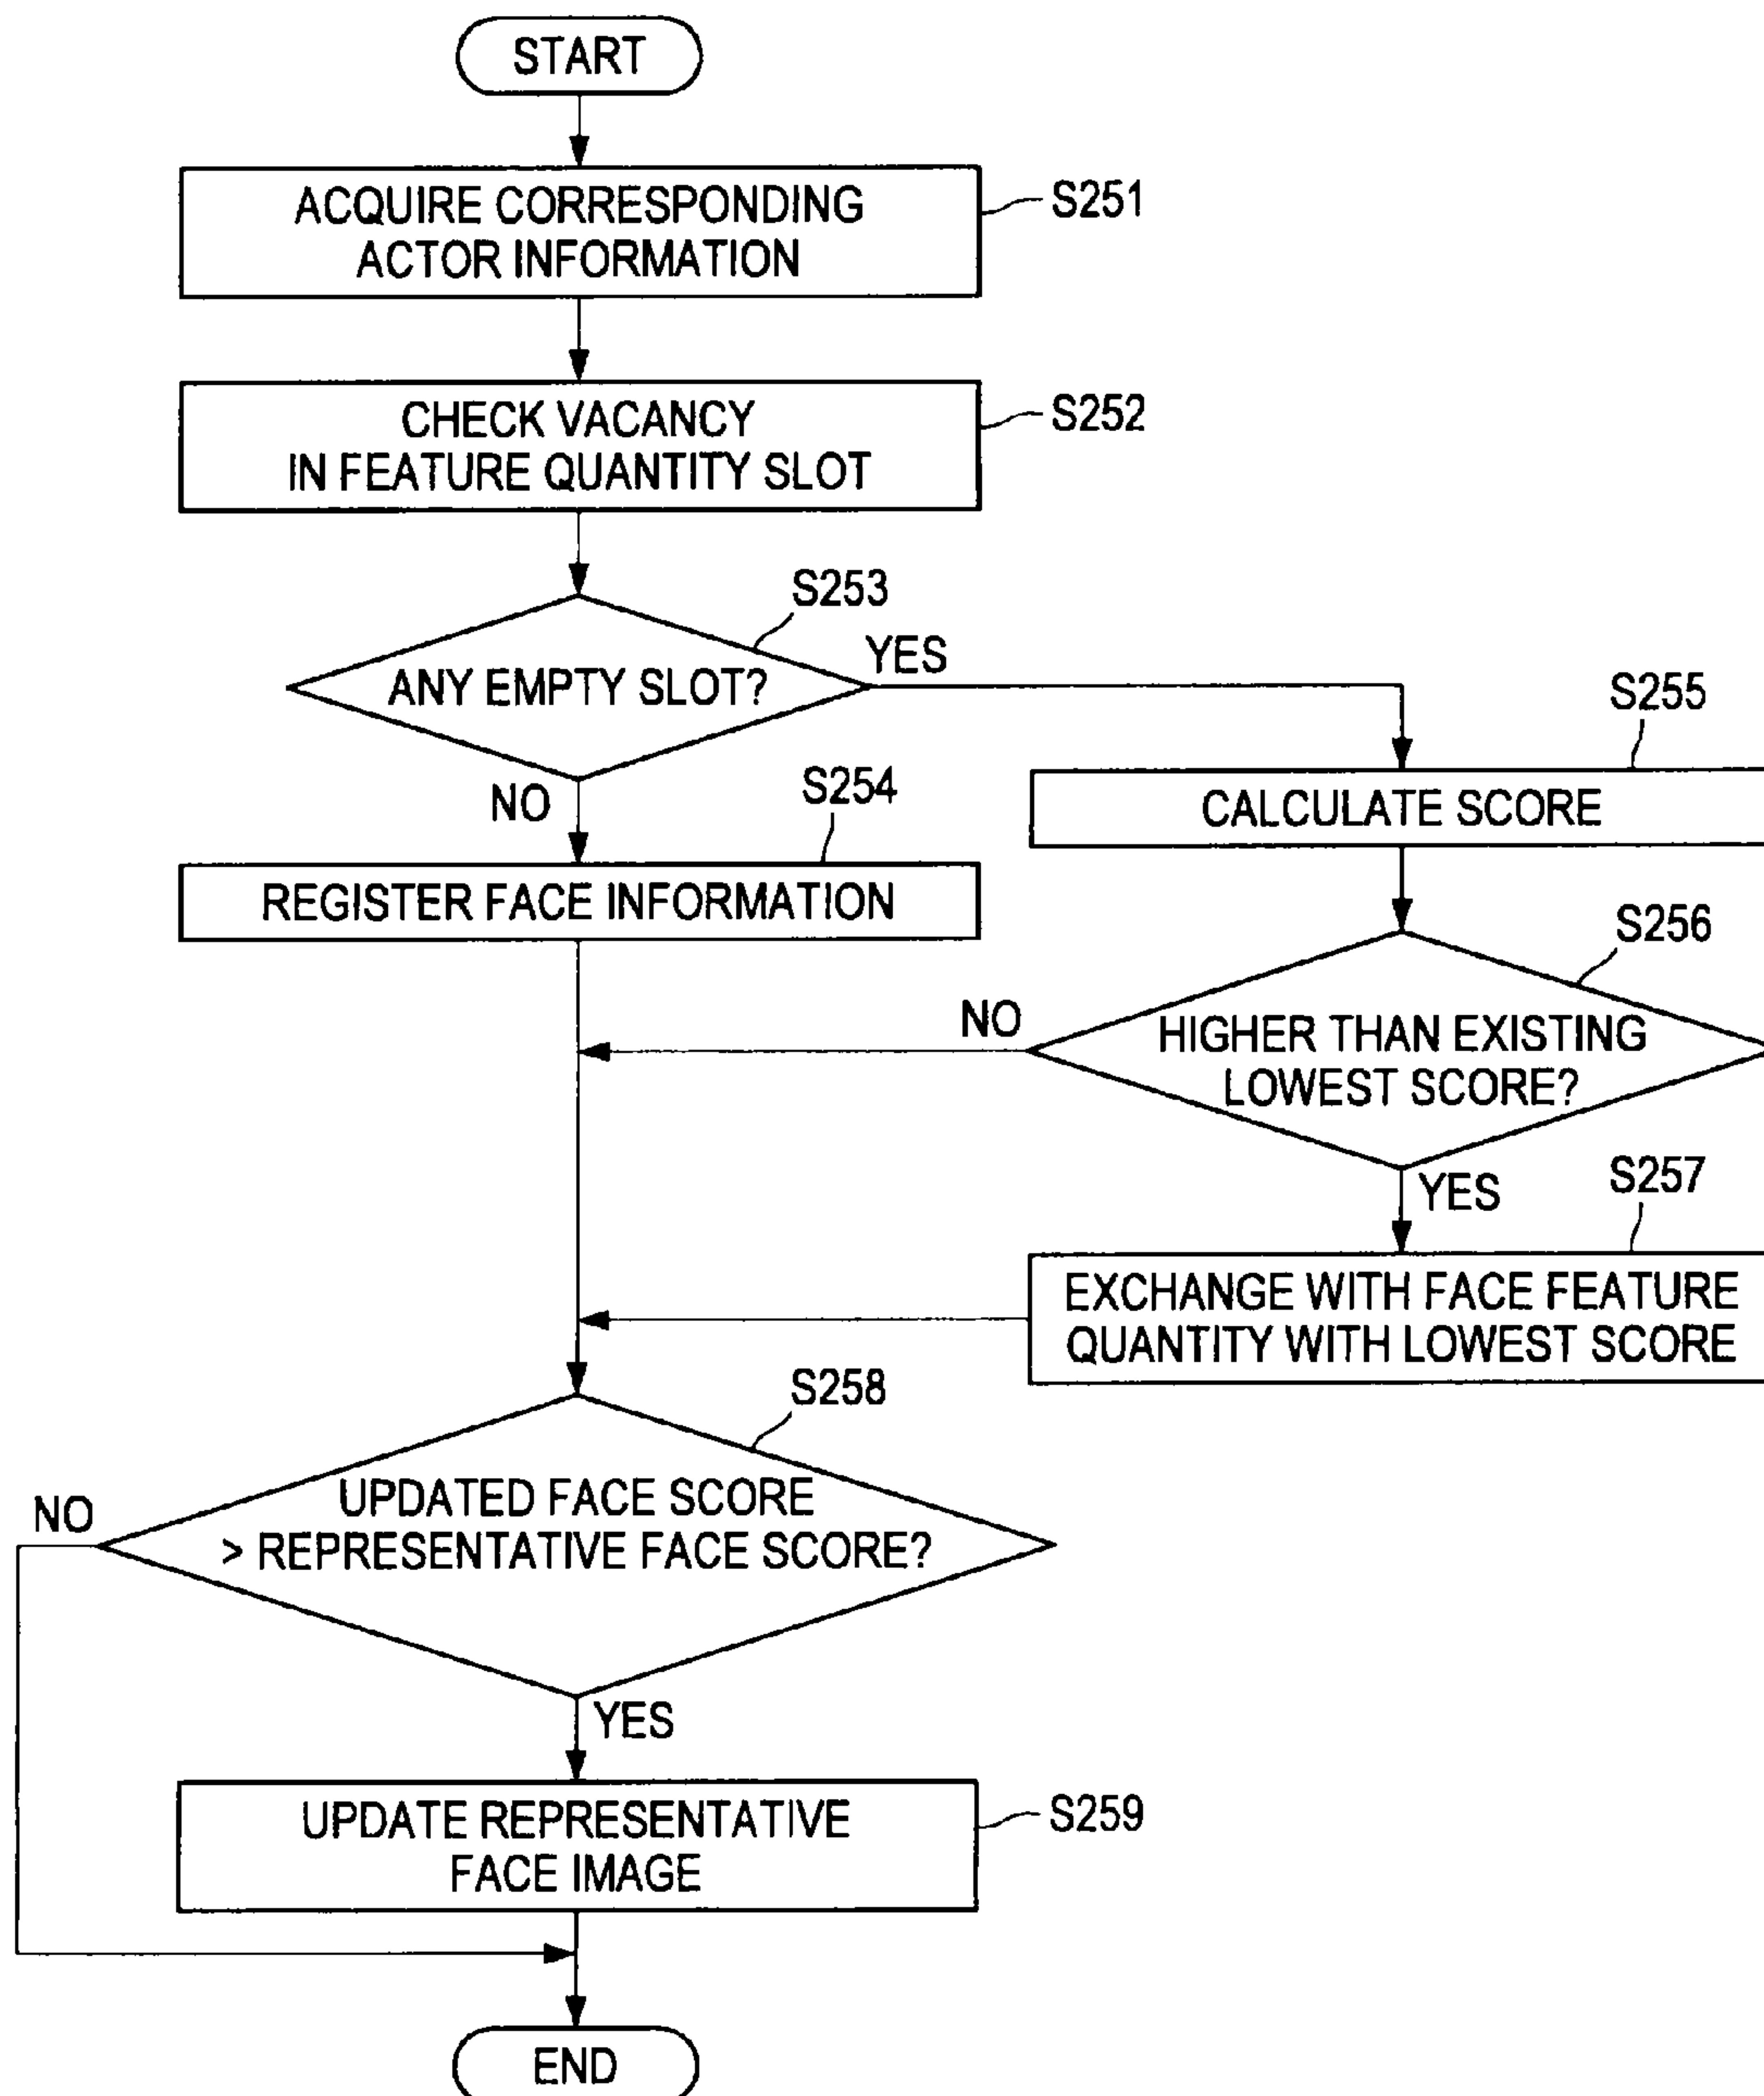 START
ACQUIRE CORRESPONDING
ACTOR INFORMATION
S251
CHECK VACANCY
IN FEATURE QUANTITY SLOT
S252
S253
ANY EMPTY SLOT?
YES
NO
S254
REGISTER FACE INFORMATION
S255
CALCULATE SCORE
S256
HIGHER THAN EXISTING
LOWEST SCORE?
NO
YES
S257
EXCHANGE WITH FACE FEATURE
QUANTITY WITH LOWEST SCORE
S258
UPDATED FACE SCORE
> REPRESENTATIVE FACE SCORE?
NO
YES
UPDATE REPRESENTATIVE
FACE IMAGE
S259
END